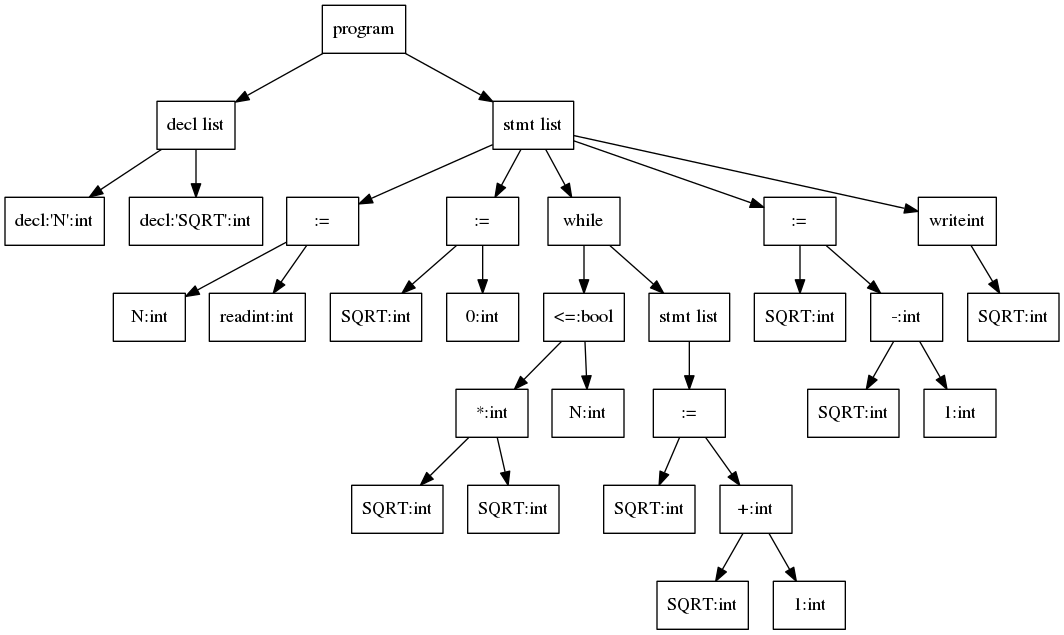 program
decl list
stmt list
decl:'N':int
decl:'SQRT':int
:=
:=
while
:=
writeint
N:int
readint:int
SQRT:int
0:int
<=:bool
stmt list
SQRT:int
-:int
SQRT:int
*:int
N:int
:=
SQRT:int
1:int
SQRT:int
SQRT:int
SQRT:int
+:int
SQRT:int
1:int